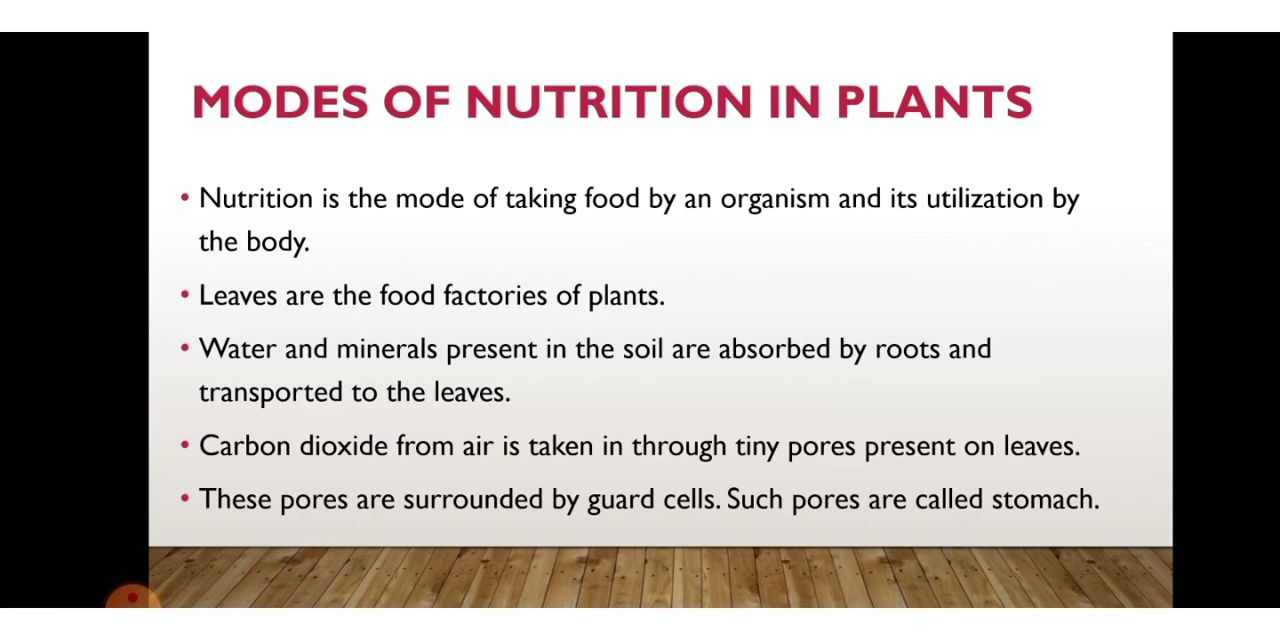 MODES OF NUTRITION IN PLANTS
• Nutrition is the mode of taking food by an organism and its utilization by
the body.
• Leaves are the food factories of plants.
• Water and minerals present in the soil are absorbed by roots and
transported to the leaves.
• Carbon dioxide from air is taken in through tiny pores present on leaves.
• These pores are surrounded by guard cells. Such pores are called stomach.